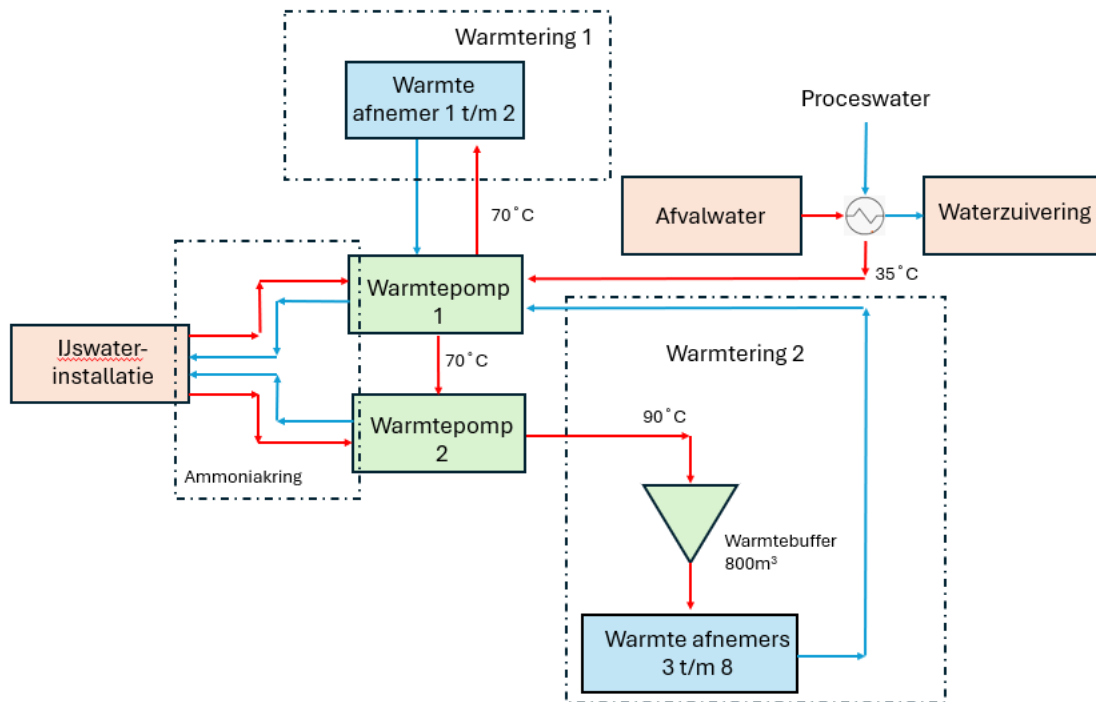 Warmtering 1
Warmte
afnemer 1 t/m 2
Proceswater
70˚C
Afvalwater
Waterzuivering
35˚C
Warmtepomp
1
IJswater-
installatie
70˚C
Warmtering 2
Warmtepomp
2
90˚C
Ammoniakring
Warmtebuffer
800m³
Warmte afnemers
3 t/m 8